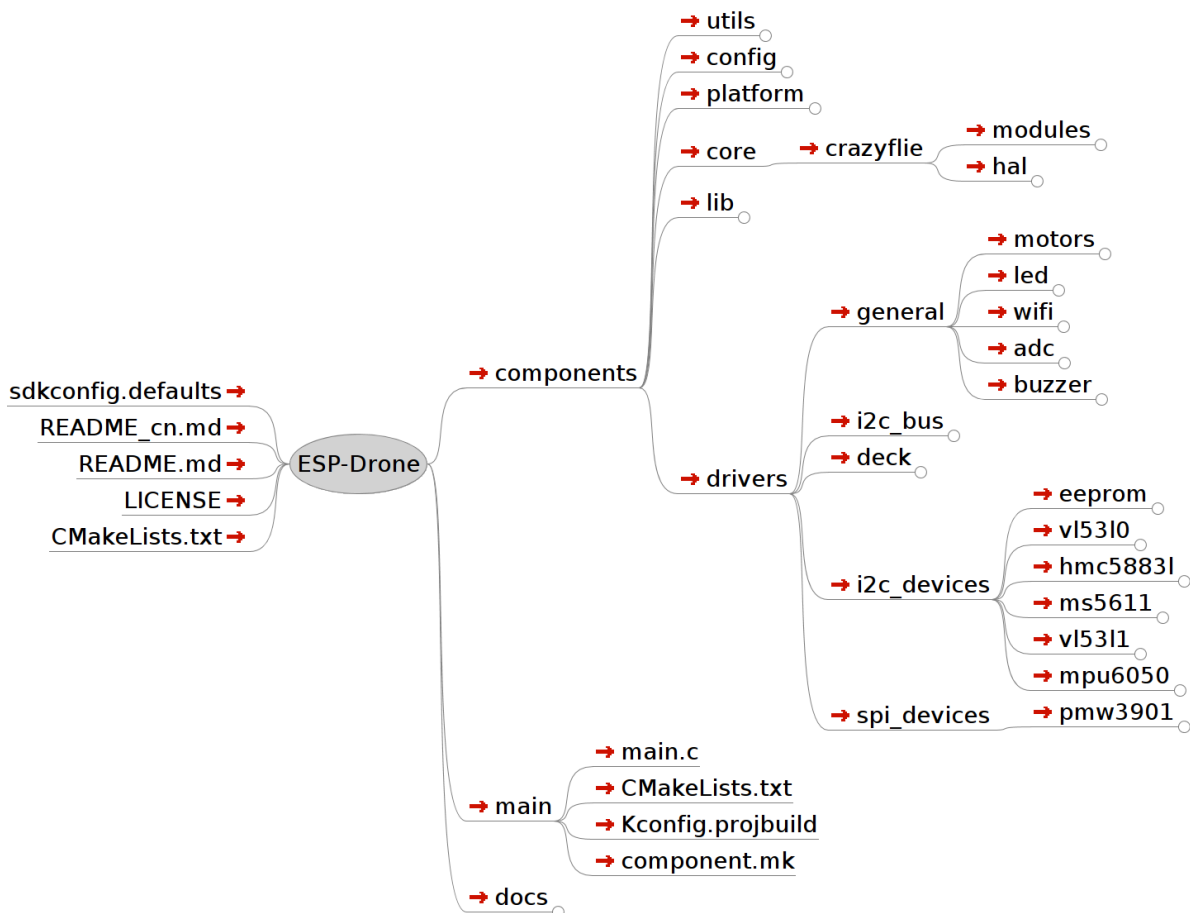 utils
config
platform
core
crazyflie
modules
hal
lib
motors
led
general
wifi
adc
buzzer
components
sdkconfig.defaults
README_cn.md
README.md
LICENSE
CMakeLists.txt
ESP-Drone
i2c_bus
deck
drivers
eeprom
vl53l0
i2c_devices
hmc5883l
ms5611
vl53l1
mpu6050
spi_devices
pmw3901
main
main.c
CMakeLists.txt
Kconfig.projbuild
component.mk
docs